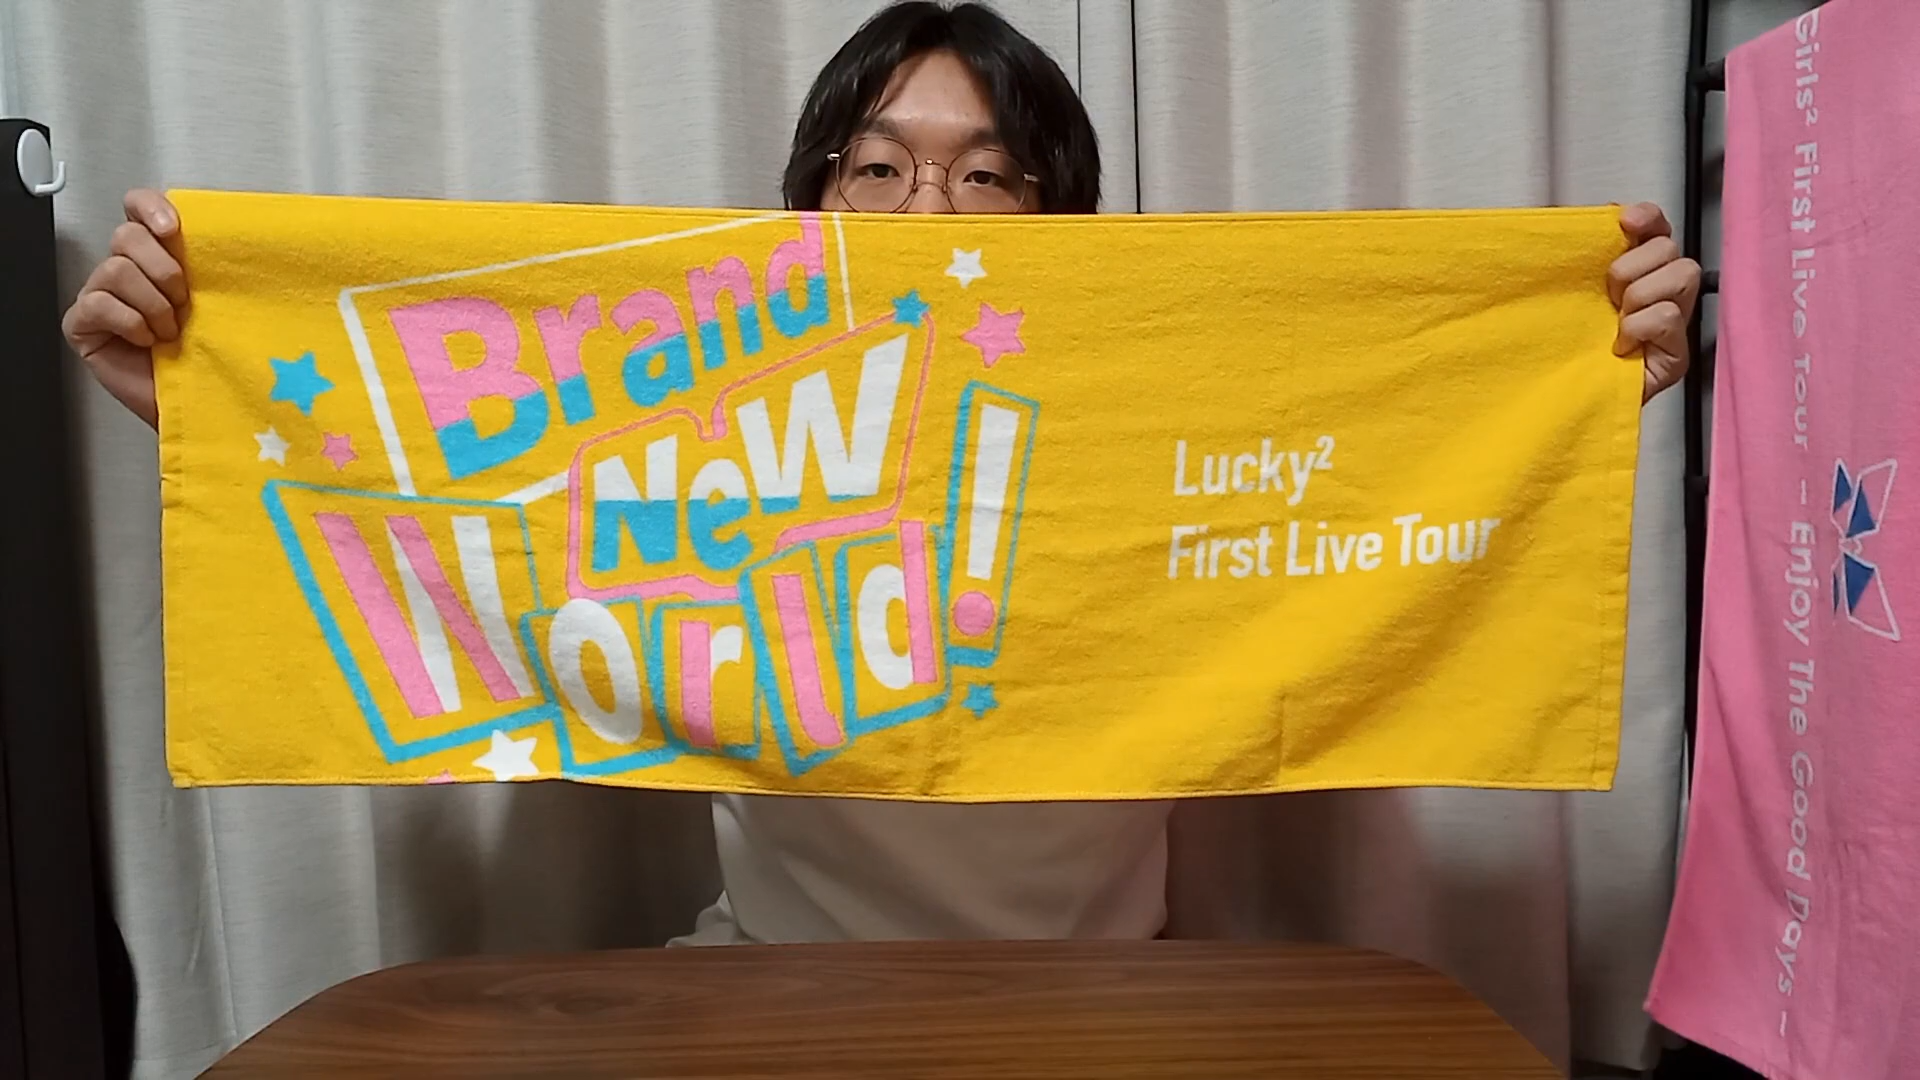 Brand
New
World!
Lucky²
First Live Tour
Girls² First Live Tour – Enjoy The Good Days –